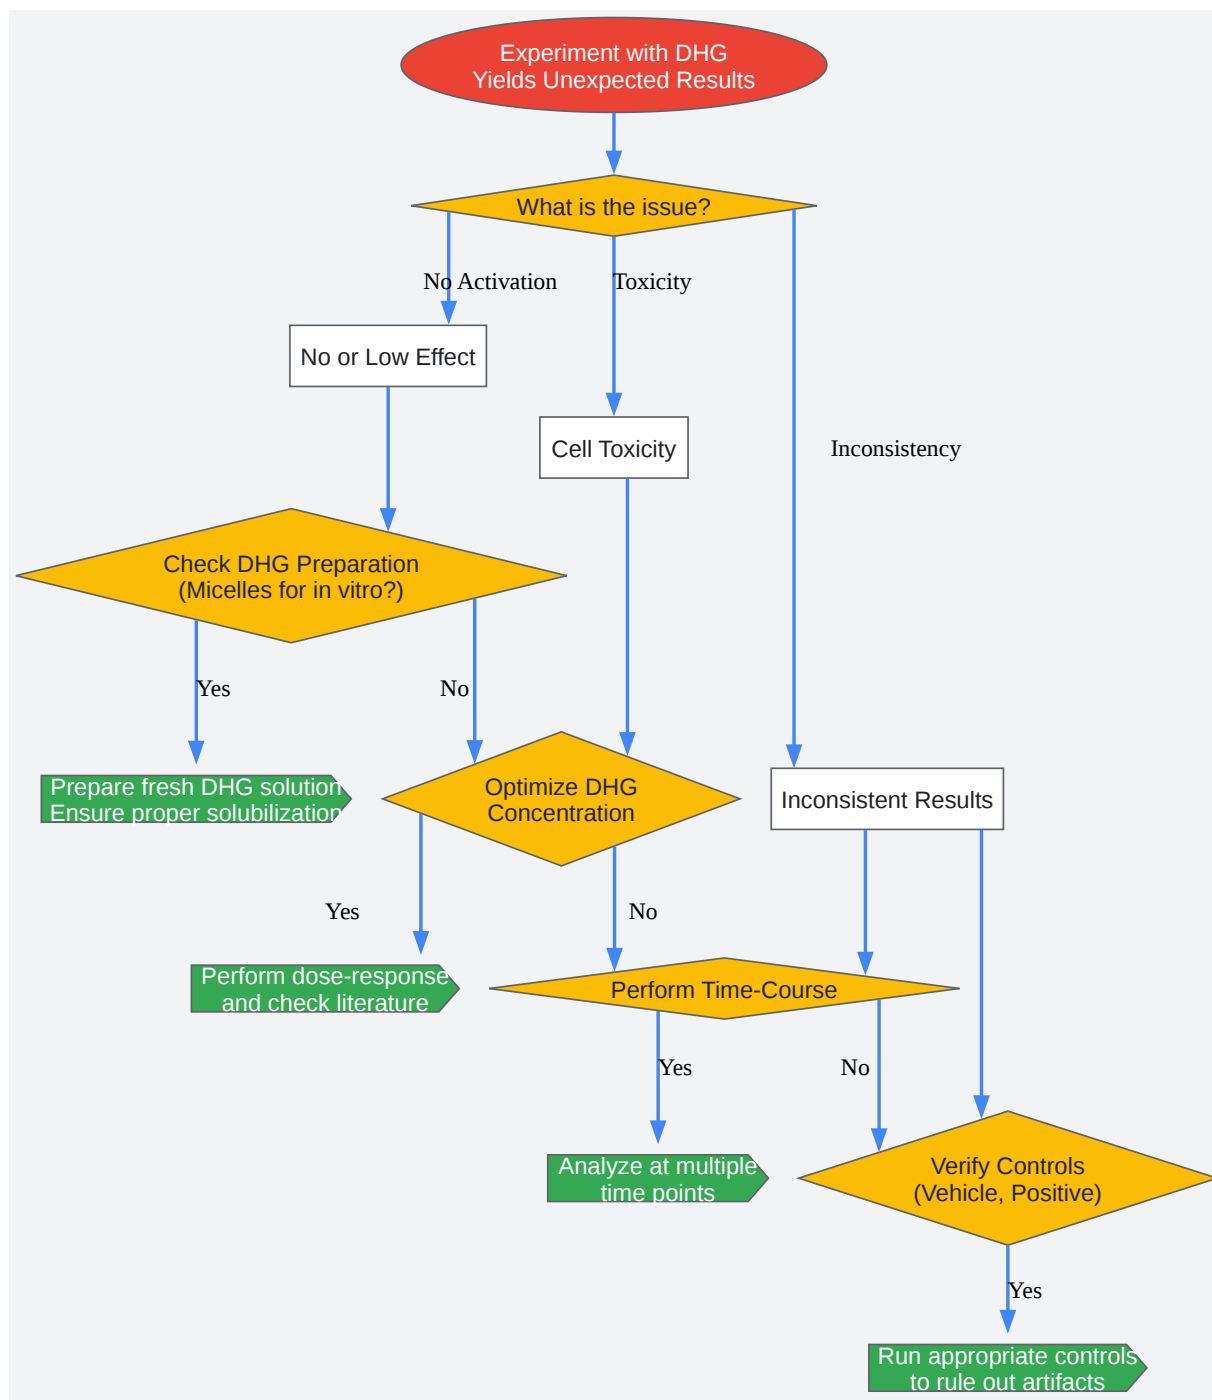 Experiment with DHG
Yields Unexpected Results
What is the issue?
No Activation
Toxicity
No or Low Effect
Cell Toxicity
Inconsistency
Check DHG Preparation
(Micelles for in vitro?)
Yes
No
Prepare fresh DHG solution
Ensure proper solubilization
Optimize DHG
Concentration
Inconsistent Results
Yes
No
Perform dose-response
and check literature
Perform Time-Course
Yes
No
Analyze at multiple
time points
Verify Controls
(Vehicle, Positive)
Yes
Run appropriate controls
to rule out artifacts